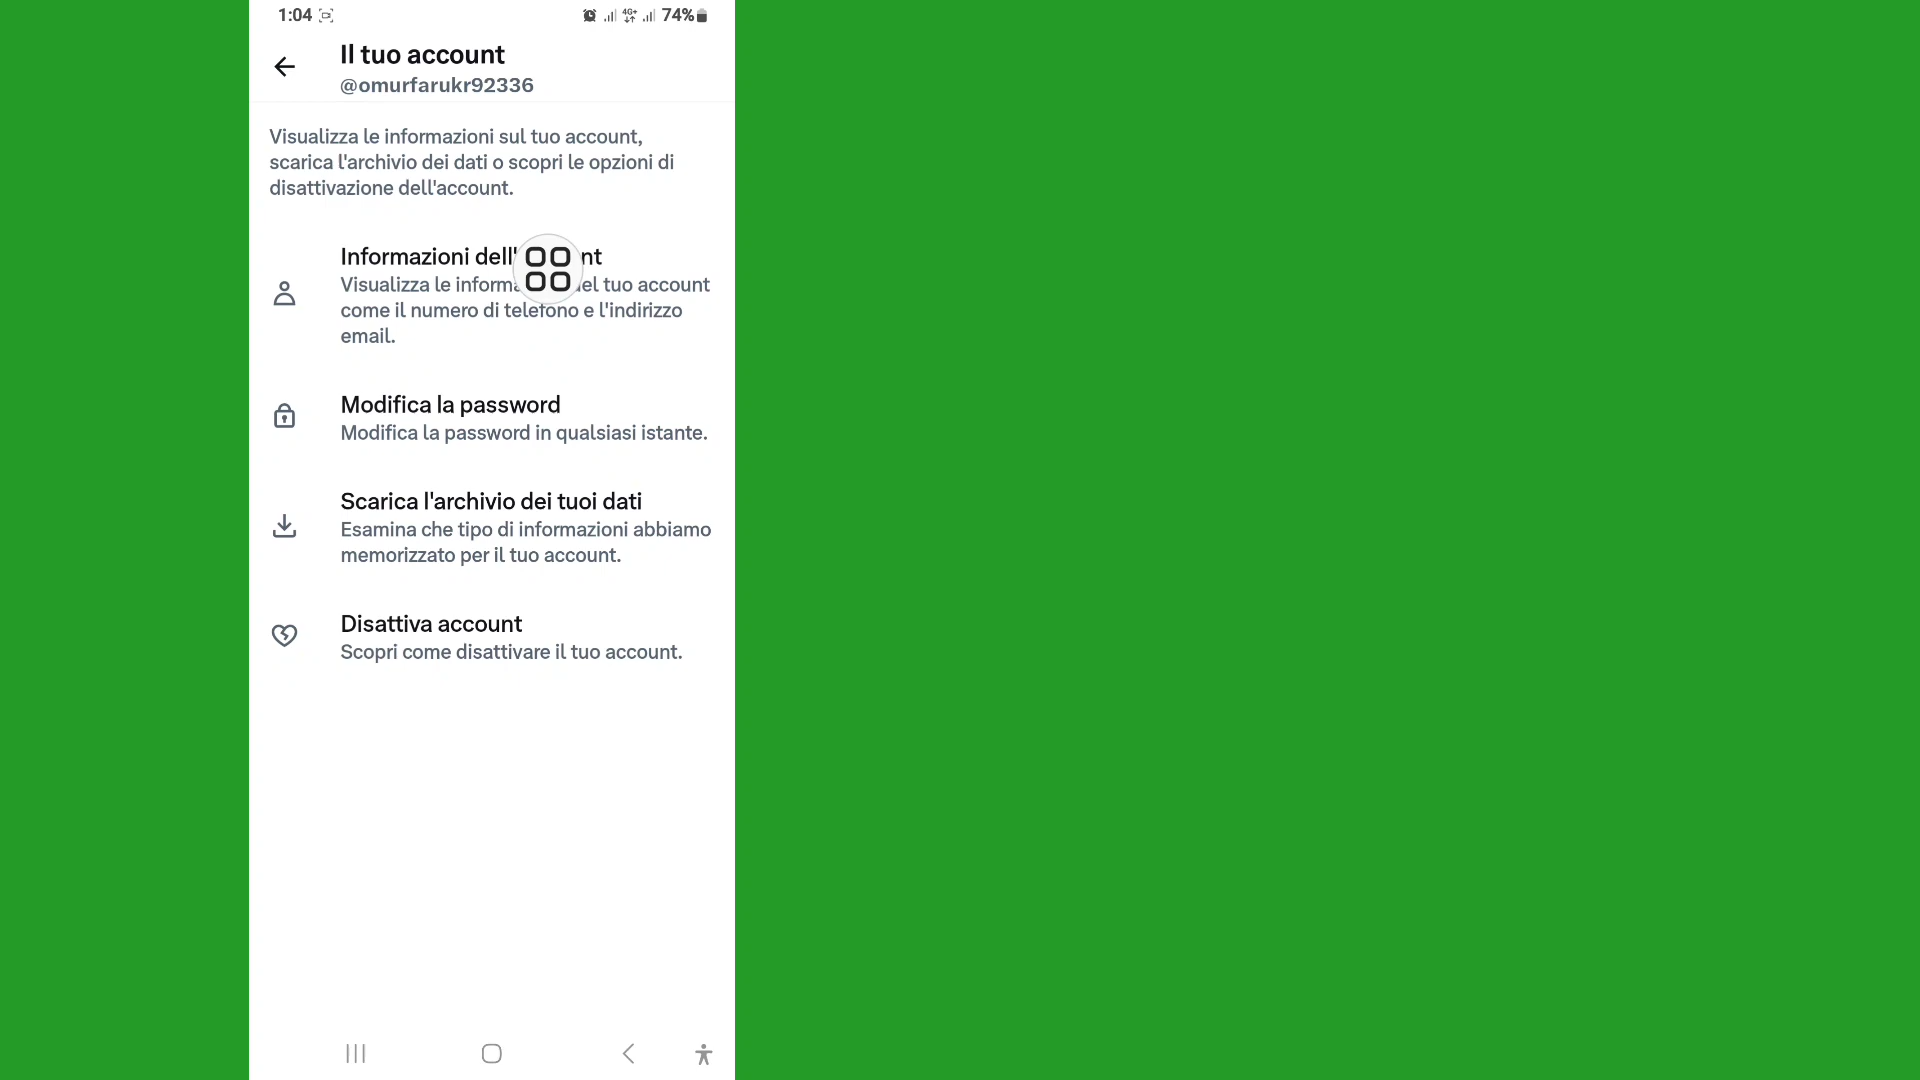 1:04
4G+
74%
Il tuo account
@omurfarukr92336
Visualizza le informazioni sul tuo account,
scarica l'archivio dei dati o scopri le opzioni di
disattivazione dell'account.
Informazioni dell' nt
Visualizza le informa el tuo account
come il numero di telefono e l'indirizzo
email.
Modifica la password
Modifica la password in qualsiasi istante.
Scarica l'archivio dei tuoi dati
Esamina che tipo di informazioni abbiamo
memorizzato per il tuo account.
Disattiva account
Scopri come disattivare il tuo account.